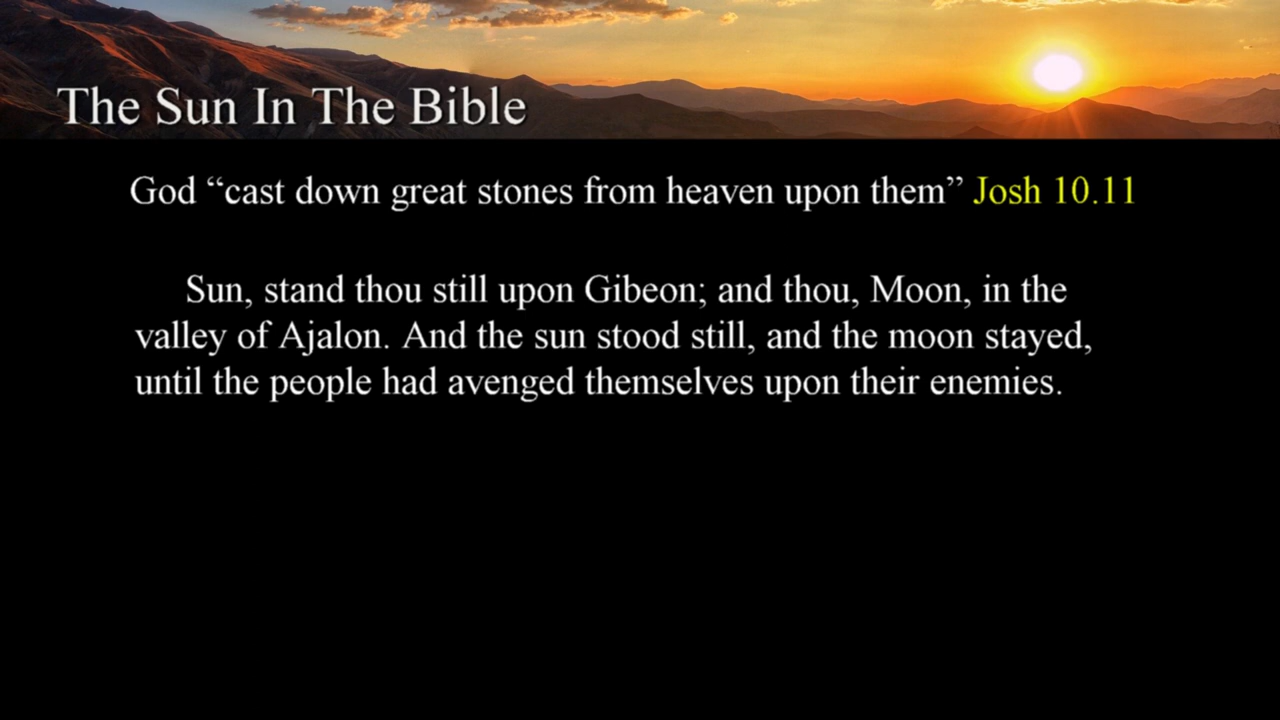 The Sun In The Bible
God “cast down great stones from heaven upon them” Josh 10.11
Sun, stand thou still upon Gibeon; and thou, Moon, in the
valley of Ajalon. And the sun stood still, and the moon stayed,
until the people had avenged themselves upon their enemies.